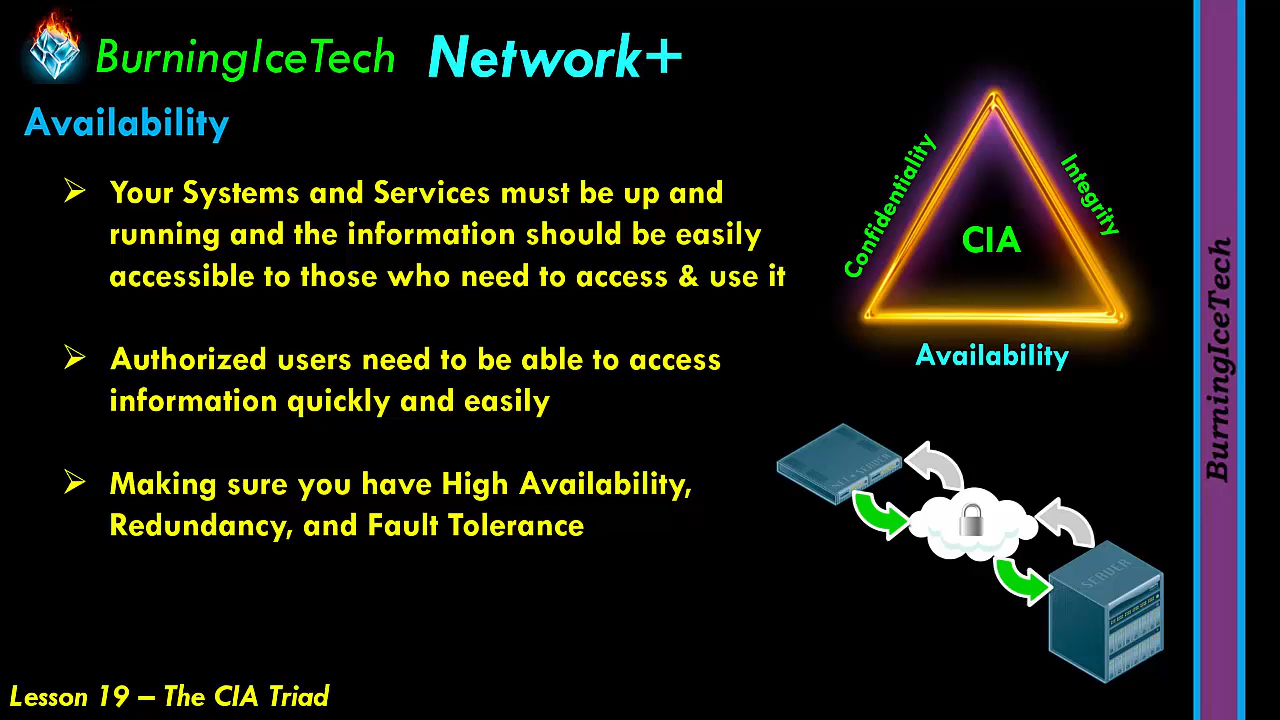 BurningIceTech Network+
Availability
Your Systems and Services must be up and
running and the information should be easily
accessible to those who need to access & use it
Authorized users need to be able to access
information quickly and easily
Making sure you have High Availability,
Redundancy, and Fault Tolerance
Confidentiality
Integrity
CIA
Availability
SERVER
BurningIceTech
Lesson 19 – The CIA Triad